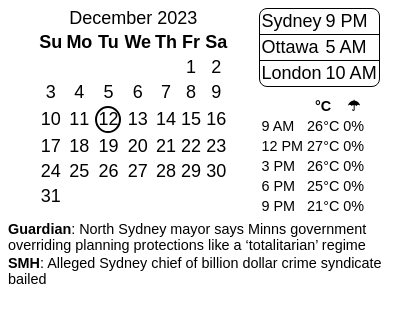 December 2023
Su Mo Tu We Th Fr Sa
1 2
3 4 5 6 7 8 9
10 11 12 13 14 15 16
17 18 19 20 21 22 23
24 25 26 27 28 29 30
31
Sydney 9 PM
Ottawa 5 AM
London 10 AM
°C ☂
9 AM 26°C 0%
12 PM 27°C 0%
3 PM 26°C 0%
6 PM 25°C 0%
9 PM 21°C 0%
Guardian: North Sydney mayor says Minns government
overriding planning protections like a ‘totalitarian’ regime
SMH: Alleged Sydney chief of billion dollar crime syndicate
bailed